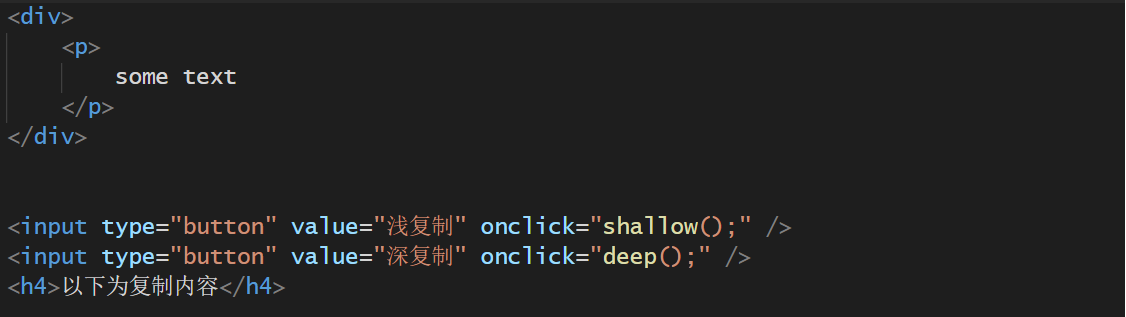 <div>
<p>
some text
</p>
</div>
<input type="button" value="浅复制" onclick="shallow();" />
<input type="button" value="深复制" onclick="deep();" />
<h4>以下为复制内容</h4>